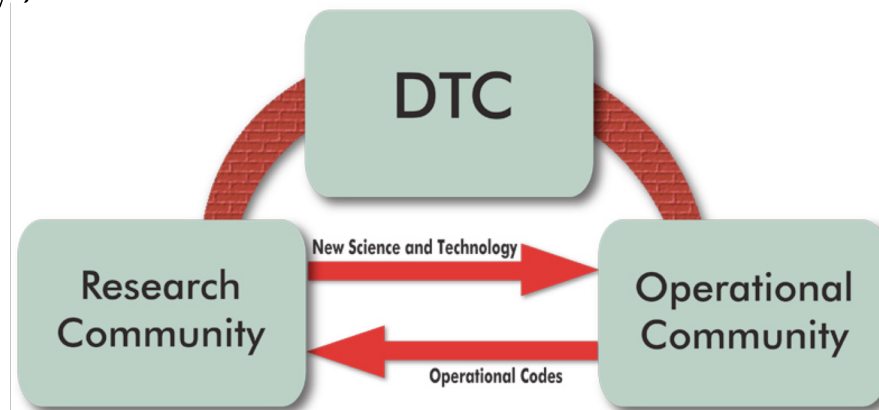 DTC
New Science and Technology
Research
Community
Operational
Community
Operational Codes